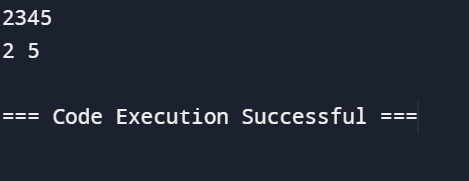 2345
2 5
=== Code Execution Successful ===